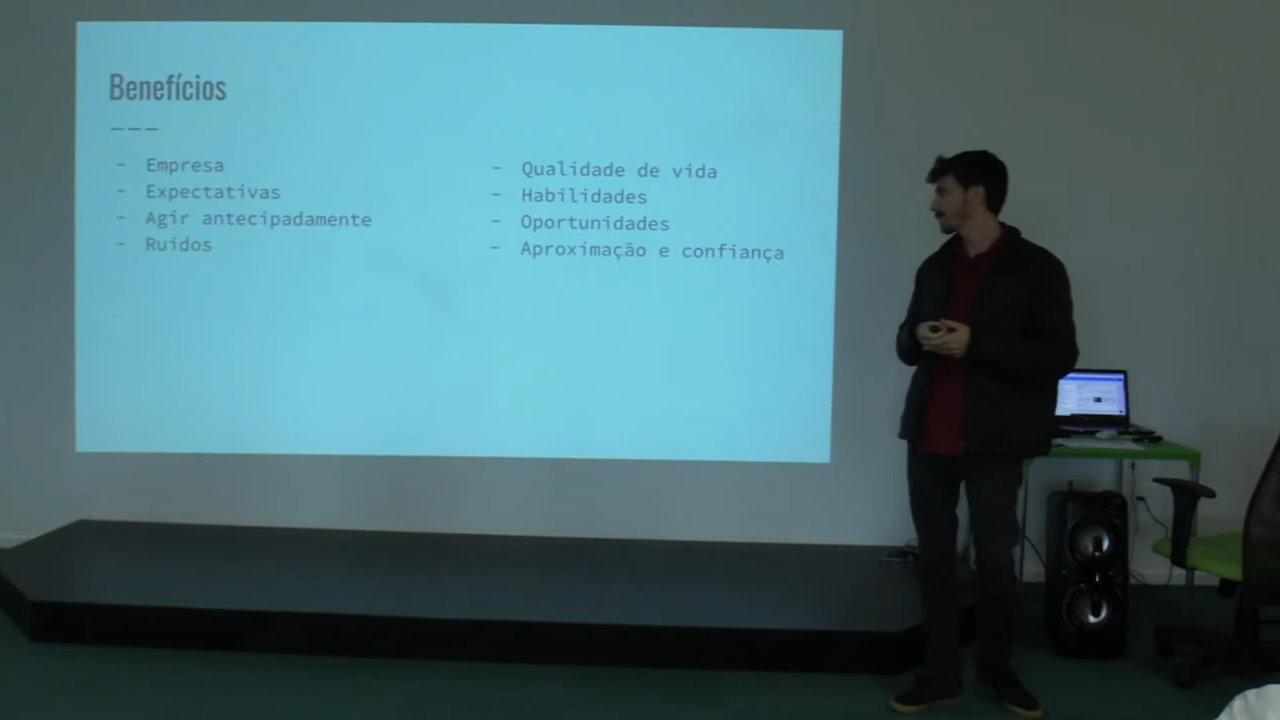 Benefícios
- Empresa
- Expectativas
- Agir antecipadamente
- Ruídos
- Qualidade de vida
- Habilidades
- Oportunidades
- Aproximação e confiança